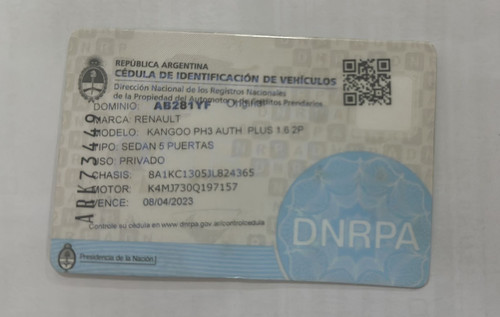 REPÚBLICA ARGENTINA
CÉDULA DE IDENTIFICACIÓN DE VEHÍCULOS
Dirección Nacional de los Registros Nacionales
de la Propiedad del Automotor y de Créditos Prendarios
DOMINIO: AB281YF Original
MARCA: RENAULT
MODELO: KANGOO PH3 AUTH PLUS 1.6 2P
TIPO: SEDAN 5 PUERTAS
USO: PRIVADO
CHASIS: 8A1KC1305JL824365
MOTOR: K4MJ730Q197157
VENCE: 08/04/2023
Controle su cédula en www.dnrpa.gov.ar/controlcedula
ARK73449
DNRPA
Presidencia de la Nación